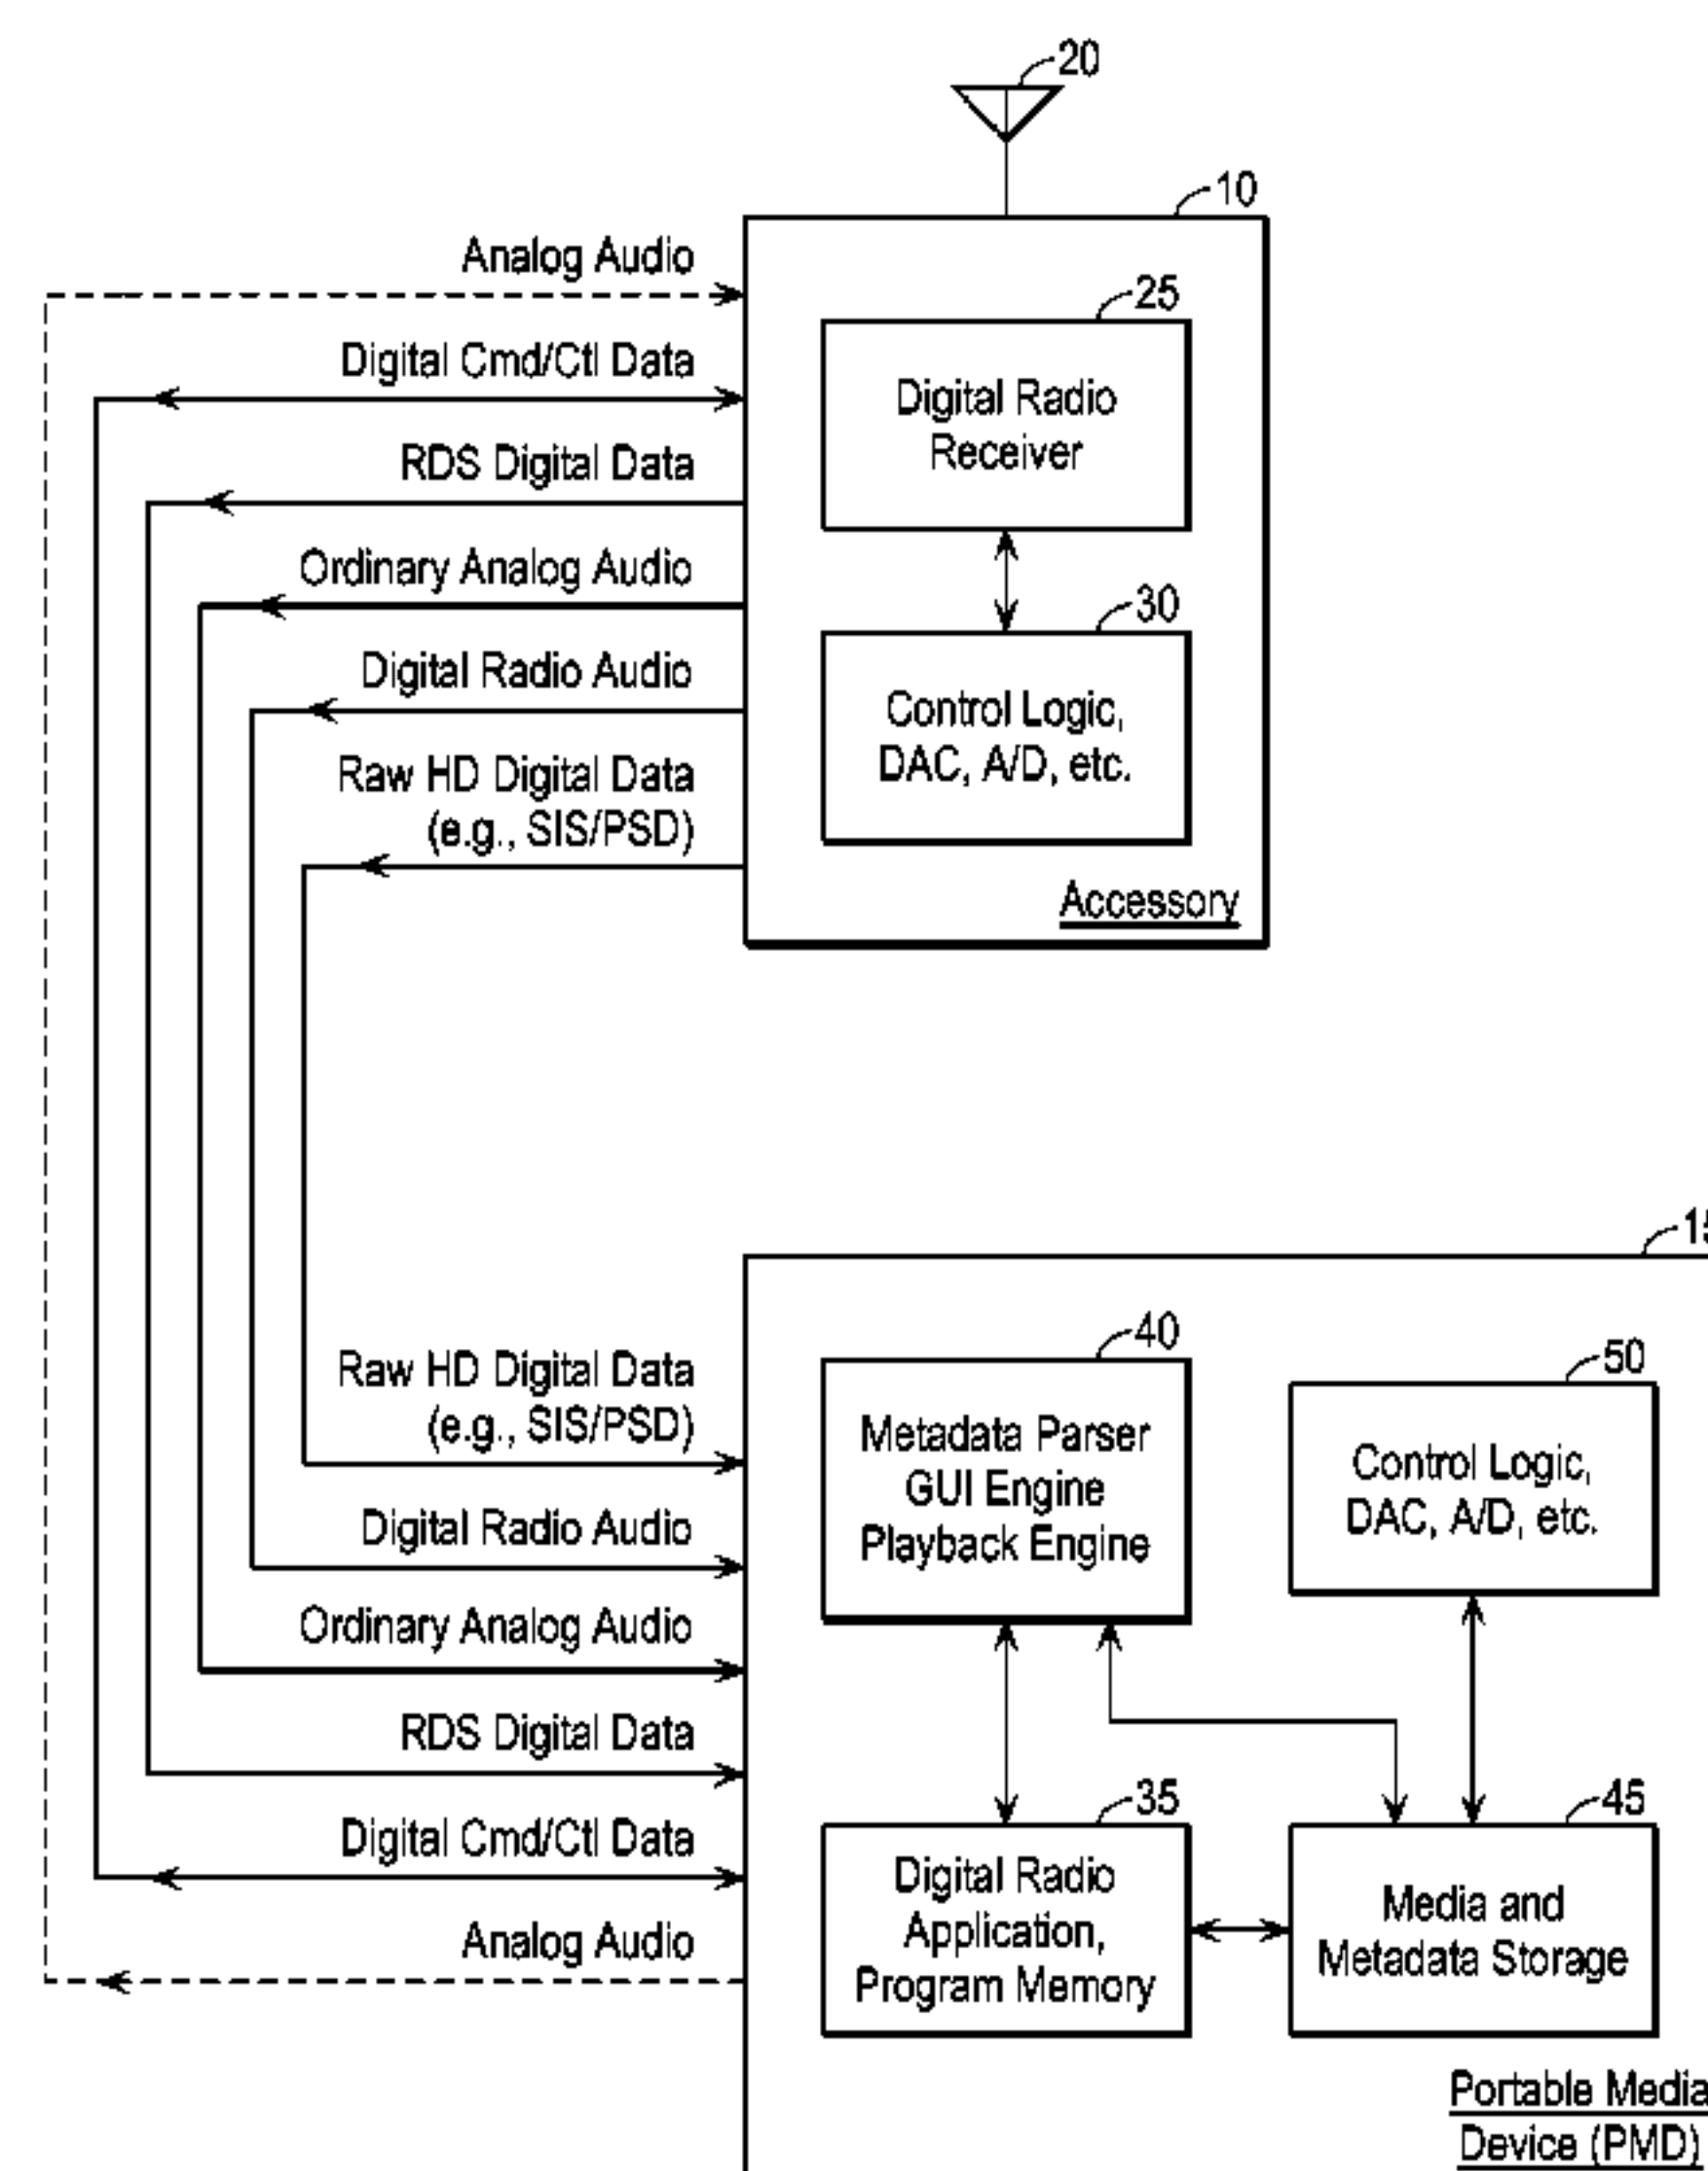 20
10
Analog Audio
25
Digital Cmd/Ctl Data
Digital Radio
Receiver
RDS Digital Data
Ordinary Analog Audio
30
Digital Radio Audio
Control Logic,
DAC, A/D, etc.
Raw HD Digital Data
(e.g., SIS/PSD)
Accessory
15
40
50
Raw HD Digital Data
(e.g., SIS/PSD)
Metadata Parser
GUI Engine
Playback Engine
Control Logic,
DAC, A/D, etc.
Digital Radio Audio
Ordinary Analog Audio
RDS Digital Data
35
45
Digital Cmd/Ctl Data
Digital Radio
Application,
Program Memory
Media and
Metadata Storage
Analog Audio
Portable Media
Device (PMD)